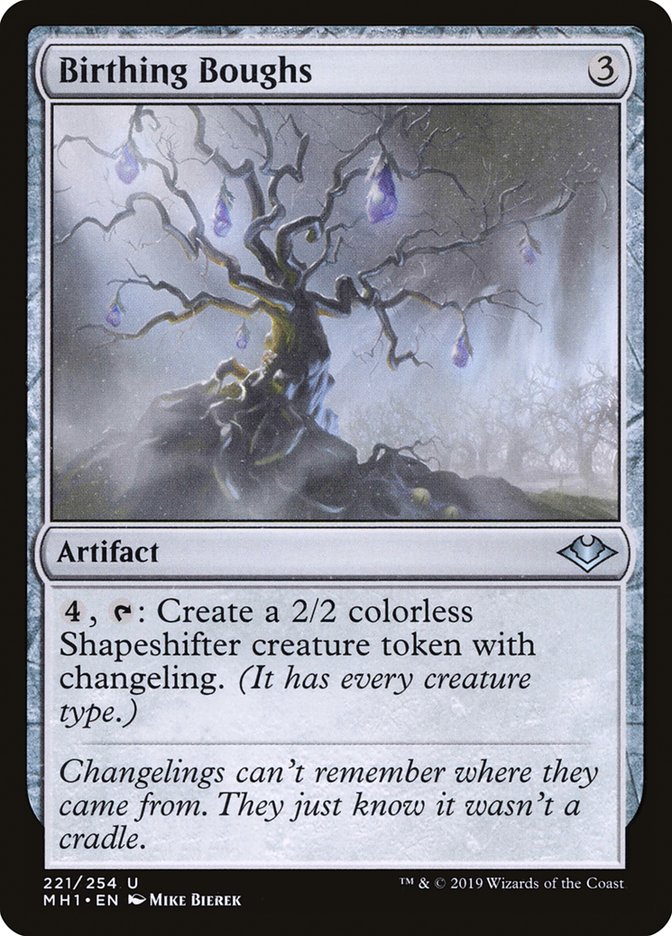 Birthing Boughs 3
Artifact
4, : Create a 2/2 colorless
Shapeshifter creature token with
changeling. (It has every creature
type.)
Changelings can't remember where they
came from. They just know it wasn't a
cradle.
221/254 U ™ & © 2019 Wizards of the Coast
MH1 • EN Mike Bierek